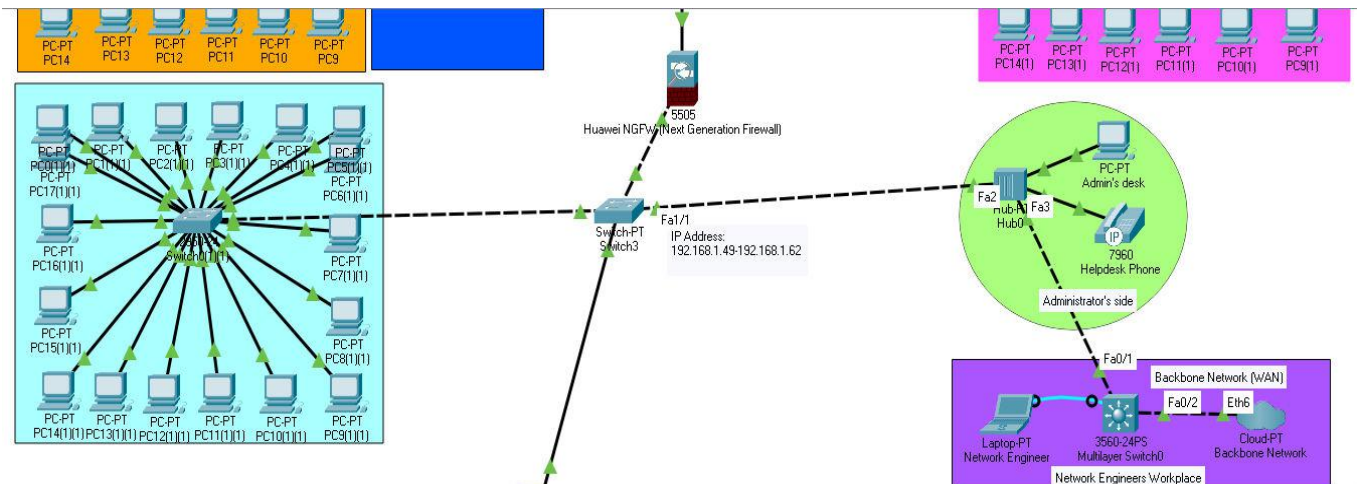 PC-PT
PC14
PC-PT
PC13
PC-PT
PC12
PC-PT
PC11
PC-PT
PC10
PC-PT
PC9
5505
Huawei NGFW (Next Generation Firewall)
PC-PT
PC14(1)
PC-PT
PC13(1)
PC-PT
PC12(1)
PC-PT
PC11(1)
PC-PT
PC10(1)
PC-PT
PC9(1)
PC-PT
PC0(1)(1)
PC-PT
PC1(1)(1)
PC-PT
PC2(1)(1)
PC-PT
PC3(1)(1)
PC-PT
PC4(1)(1)
PC-PT
PC5(1)(1)
PC-PT
PC17(1)(1)
PC-PT
PC6(1)(1)
PC-PT
PC16(1)(1)
Switch0(1)(1)
PC-PT
PC7(1)(1)
PC-PT
PC15(1)(1)
PC-PT
PC8(1)(1)
PC-PT
PC14(1)(1)
PC-PT
PC13(1)(1)
PC-PT
PC12(1)(1)
PC-PT
PC11(1)(1)
PC-PT
PC10(1)(1)
PC-PT
PC9(1)(1)
Fa1/1
Switch-PT
Switch3
IP Address:
192.168.1.49-192.168.1.62
PC-PT
Admin's desk
Fa2
Fa3
Hub0
IP
7960
Helpdesk Phone
Administrator's side
Fa0/1
Backbone Network (WAN)
Fa0/2
Eth6
Laptop-PT
Network Engineer
3560-24PS
Multilayer Switch0
Cloud-PT
Backbone Network
Network Engineers Workplace